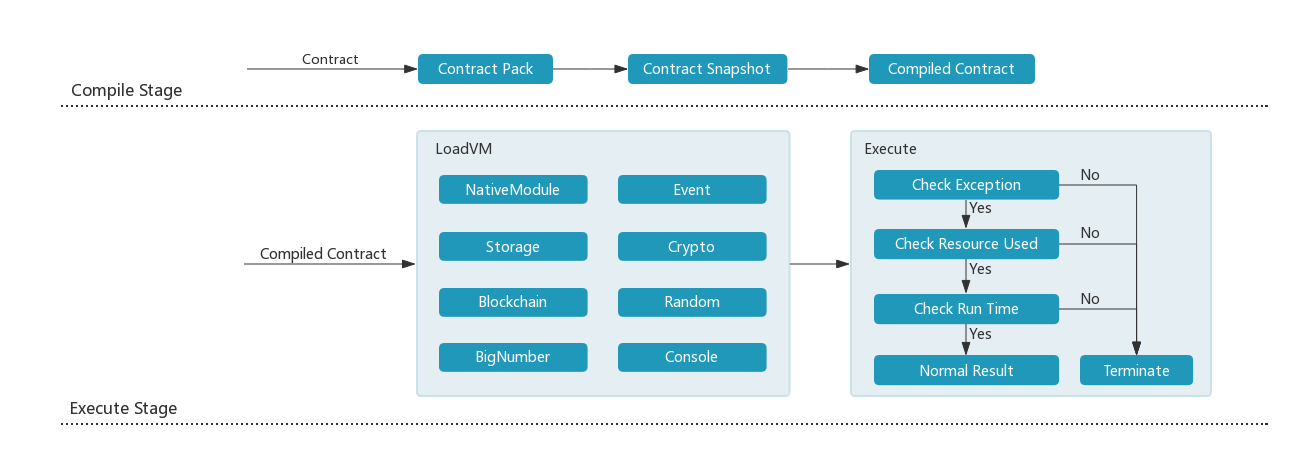 Contract
Contract Pack
Contract Snapshot
Compiled Contract
Compile Stage
LoadVM
NativeModule
Event
Storage
Crypto
Blockchain
Random
BigNumber
Console
Compiled Contract
Execute
Check Exception
No
Yes
Check Resource Used
No
Yes
Check Run Time
No
Yes
Normal Result
Terminate
Execute Stage